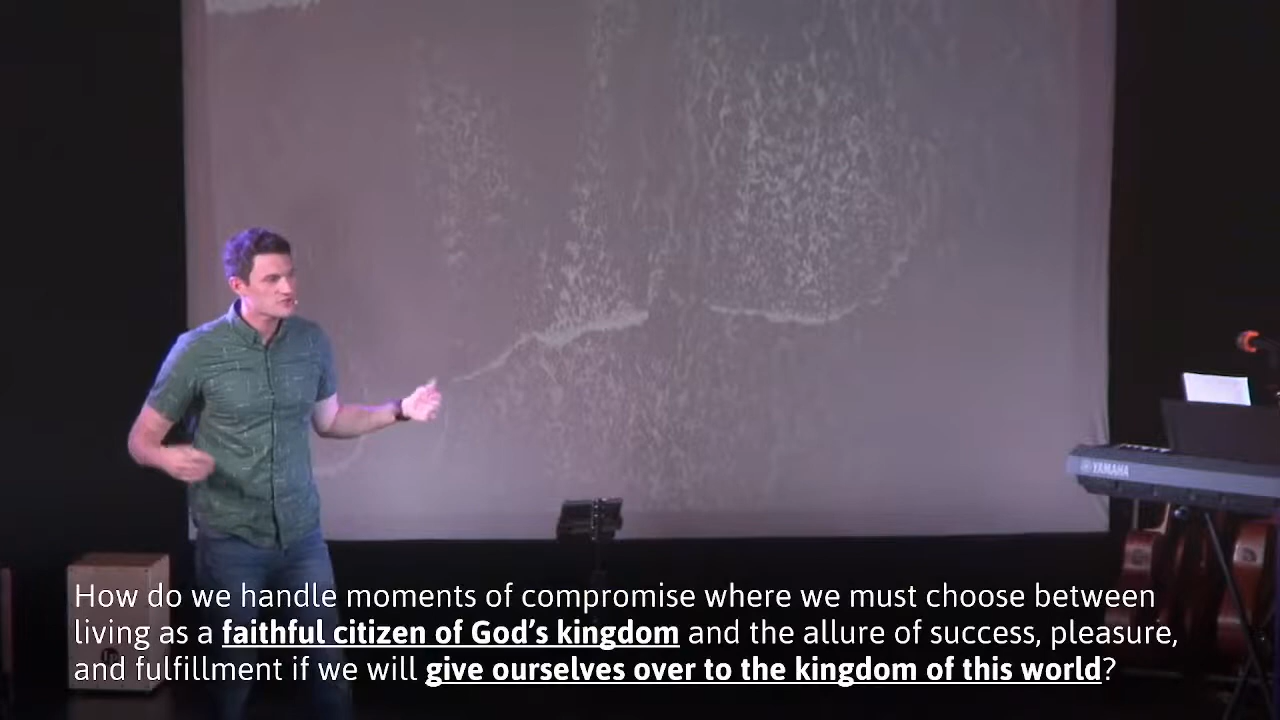 YAMAHA
How do we handle moments of compromise where we must choose between
living as a faithful citizen of God's kingdom and the allure of success, pleasure,
and fulfillment if we will give ourselves over to the kingdom of this world?